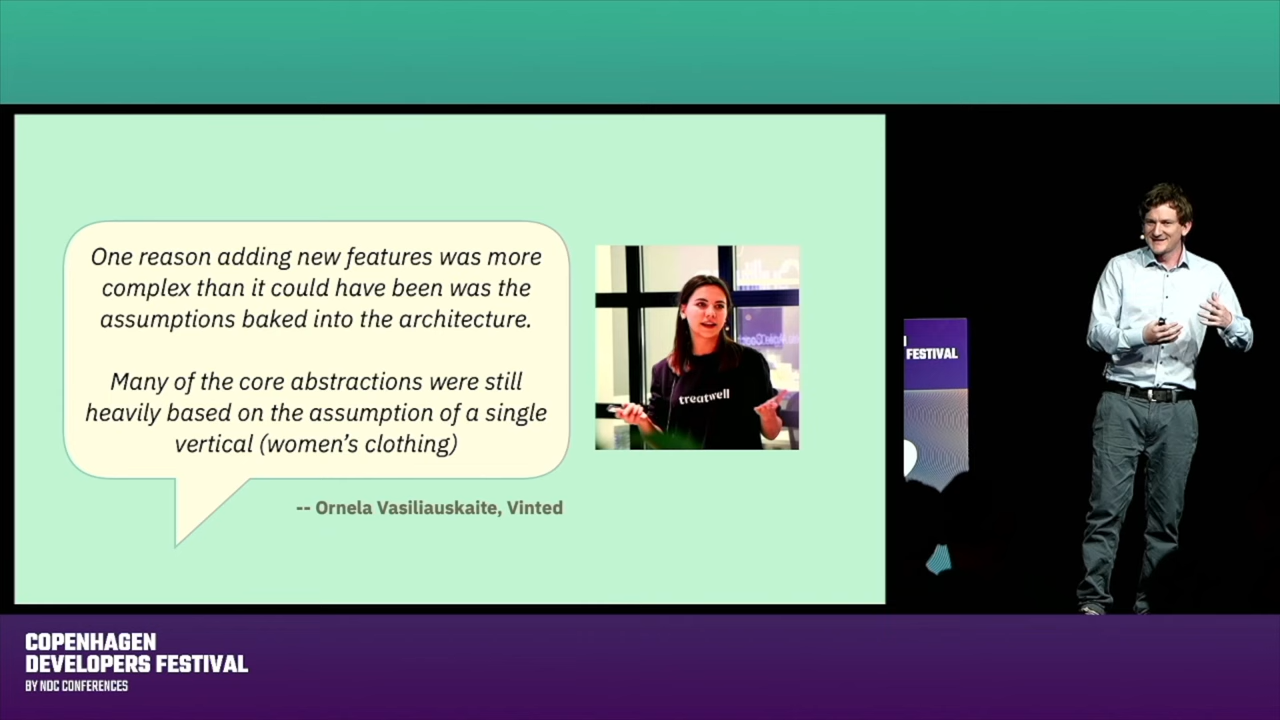 One reason adding new features was more
complex than it could have been was the
assumptions baked into the architecture.
Many of the core abstractions were still
heavily based on the assumption of a single
vertical (women's clothing)
treatwell
-- Ornela Vasiliauskaite, Vinted
FESTIVAL
COPENHAGEN
DEVELOPERS FESTIVAL
BY NDC CONFERENCES